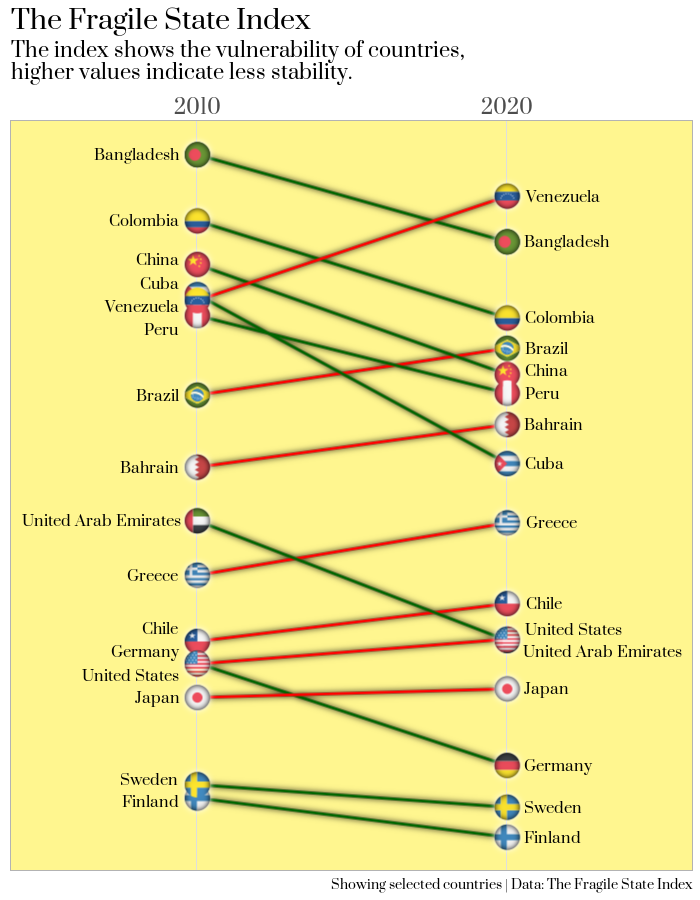 The Fragile State Index
The index shows the vulnerability of countries,
higher values indicate less stability.
2010
2020
Bangladesh
Colombia
China
Cuba
Venezuela
Peru
Brazil
Bahrain
United Arab Emirates
Greece
Chile
Germany
United States
Japan
Sweden
Finland
Venezuela
Bangladesh
Colombia
Brazil
China
Peru
Bahrain
Cuba
Greece
Chile
United States
United Arab Emirates
Japan
Germany
Sweden
Finland
Showing selected countries | Data: The Fragile State Index